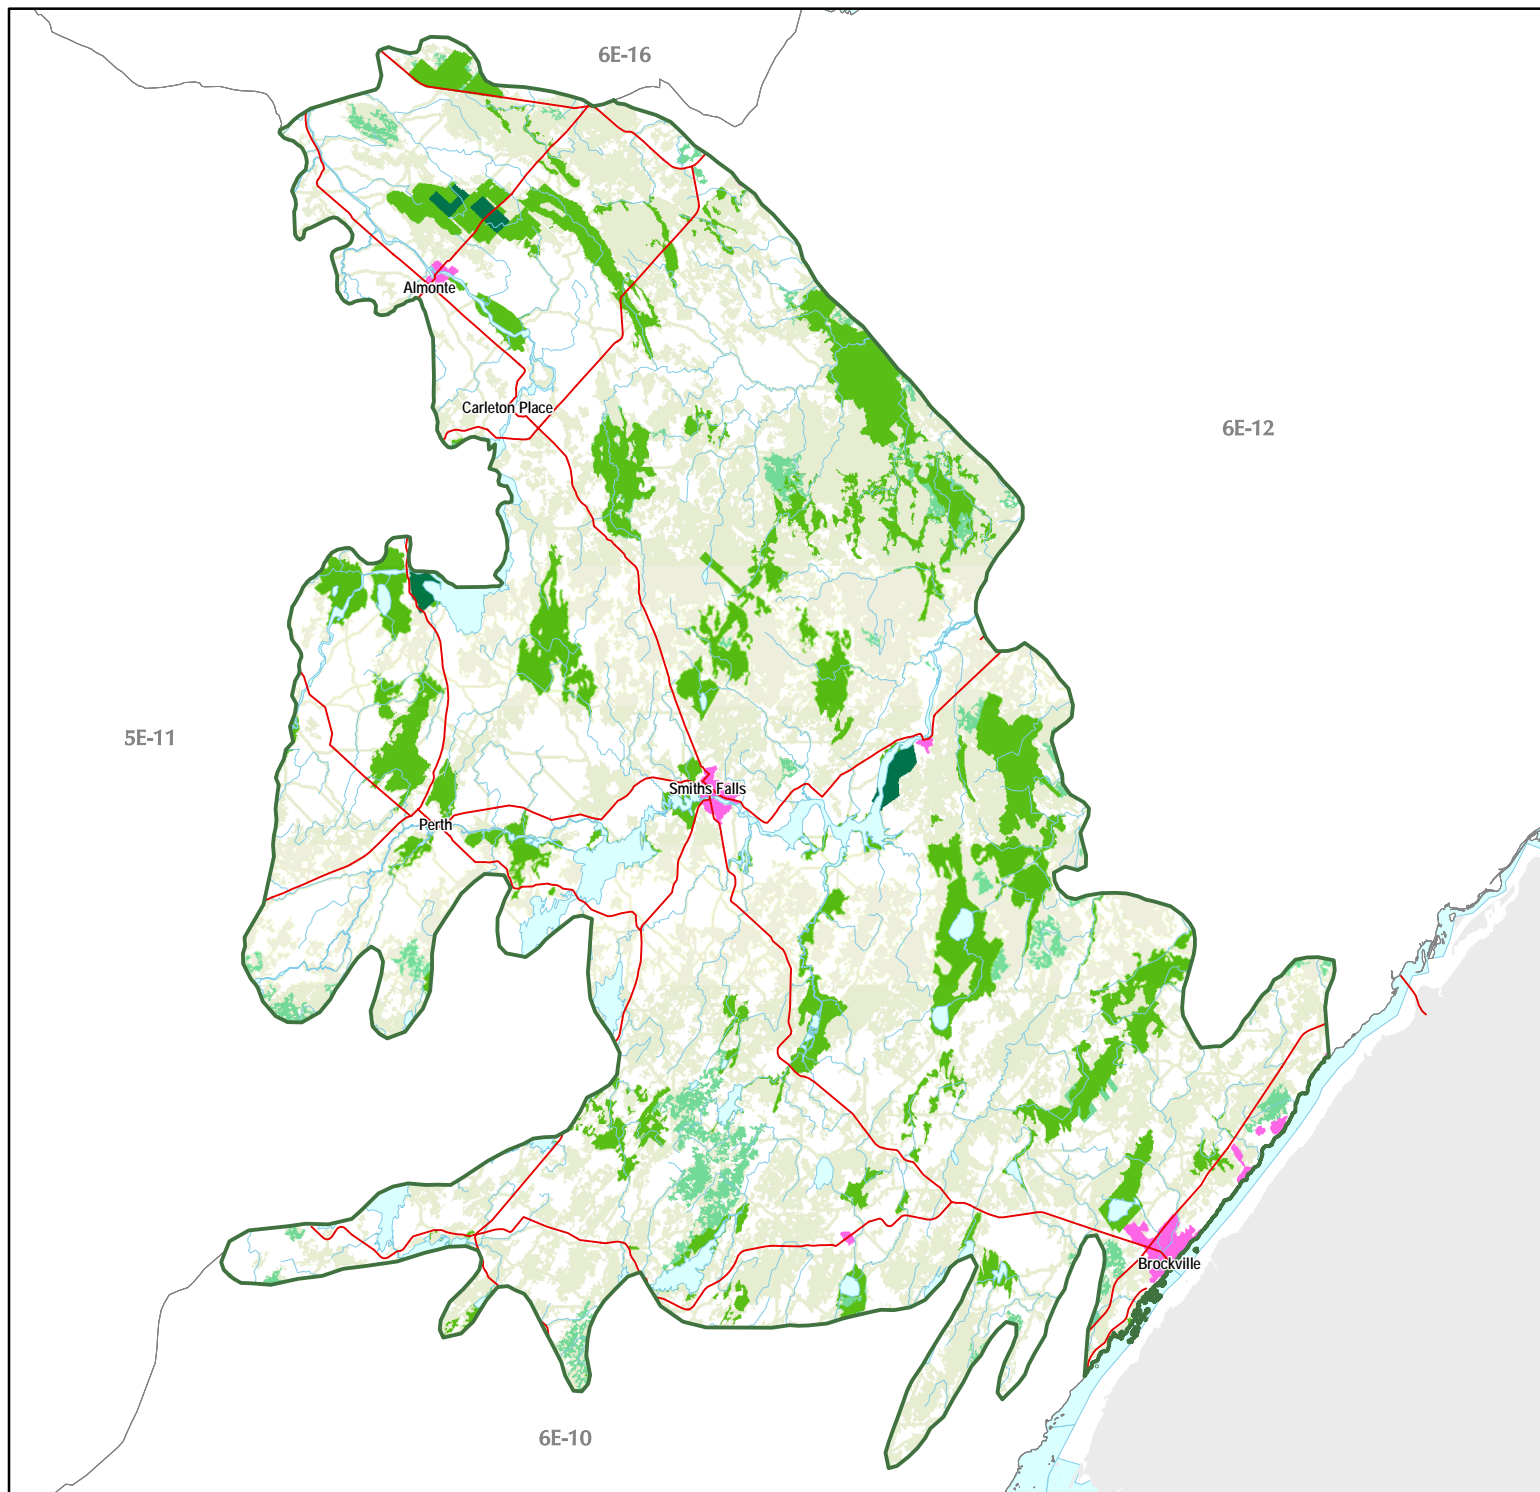 6E-16
Almonte
Carleton Place
6E-12
5E-11
Smiths Falls
Perth
Brockville
6E-10